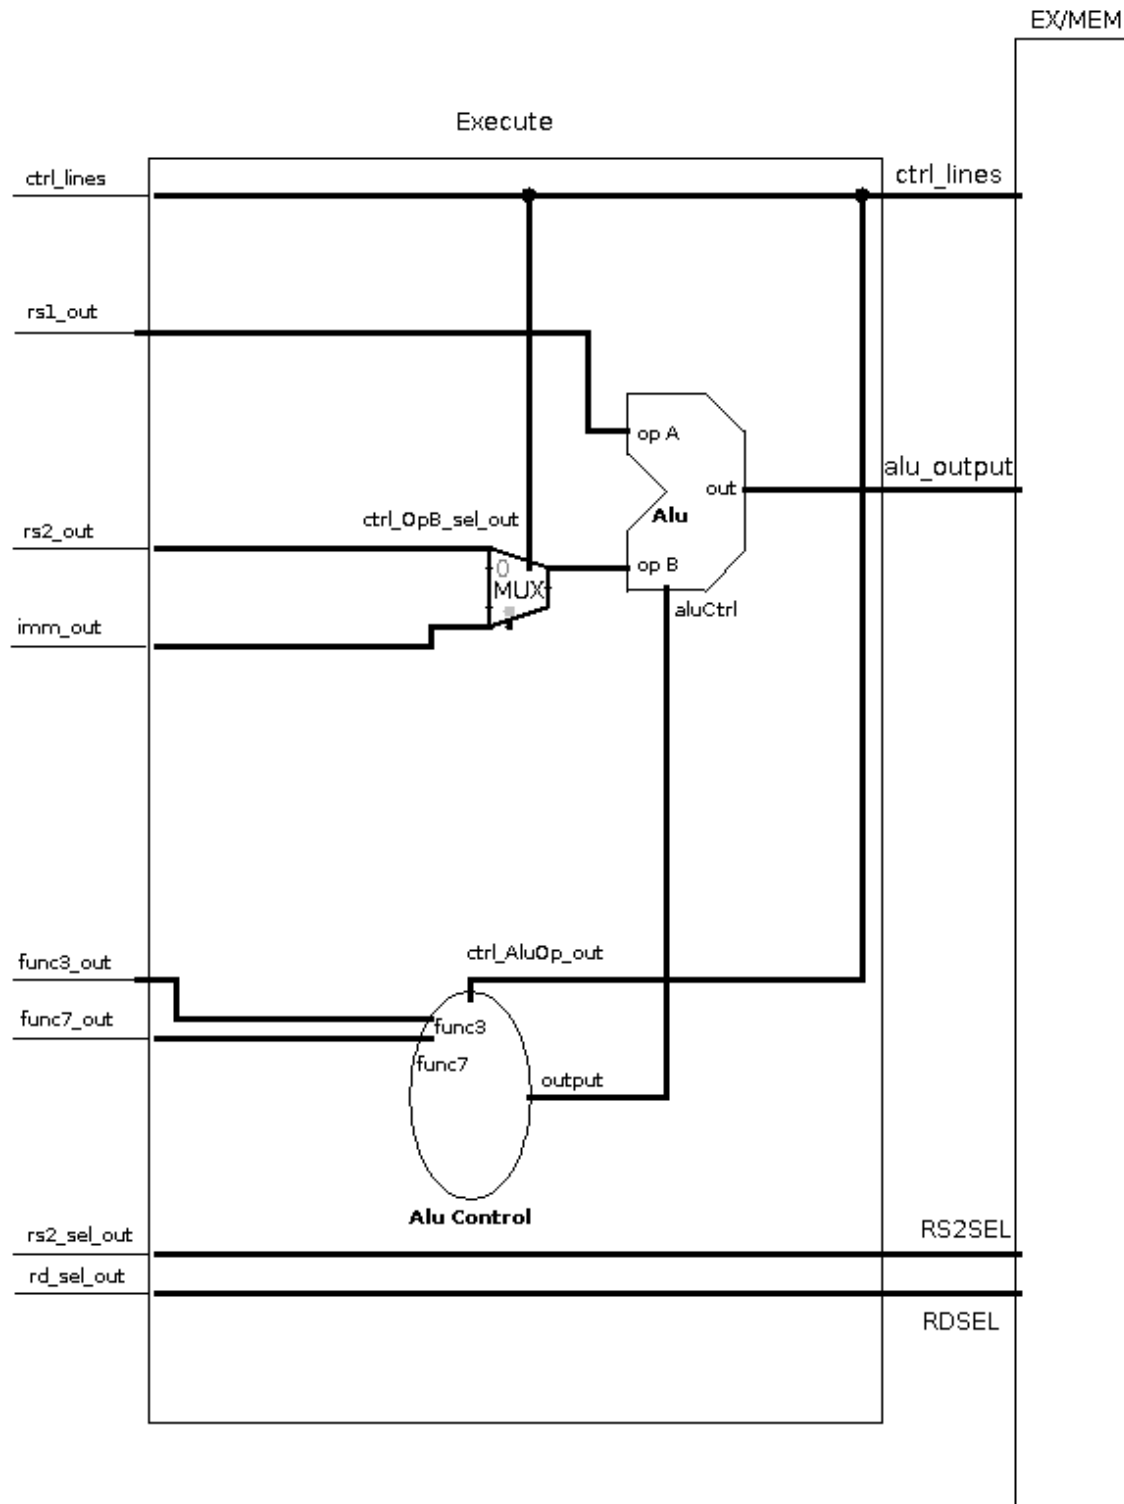 EX/MEM
Execute
ctrl_lines
ctrl_lines
rs1_out
op A
alu_output
out
Alu
ctrl_OpB_sel_out
rs2_out
op B
0
MUX
aluCtrl
imm_out
ctrl_AluOp_out
func3_out
func7_out
func3
func7
output
Alu Control
rs2_sel_out
RS2SEL
rd_sel_out
RDSEL